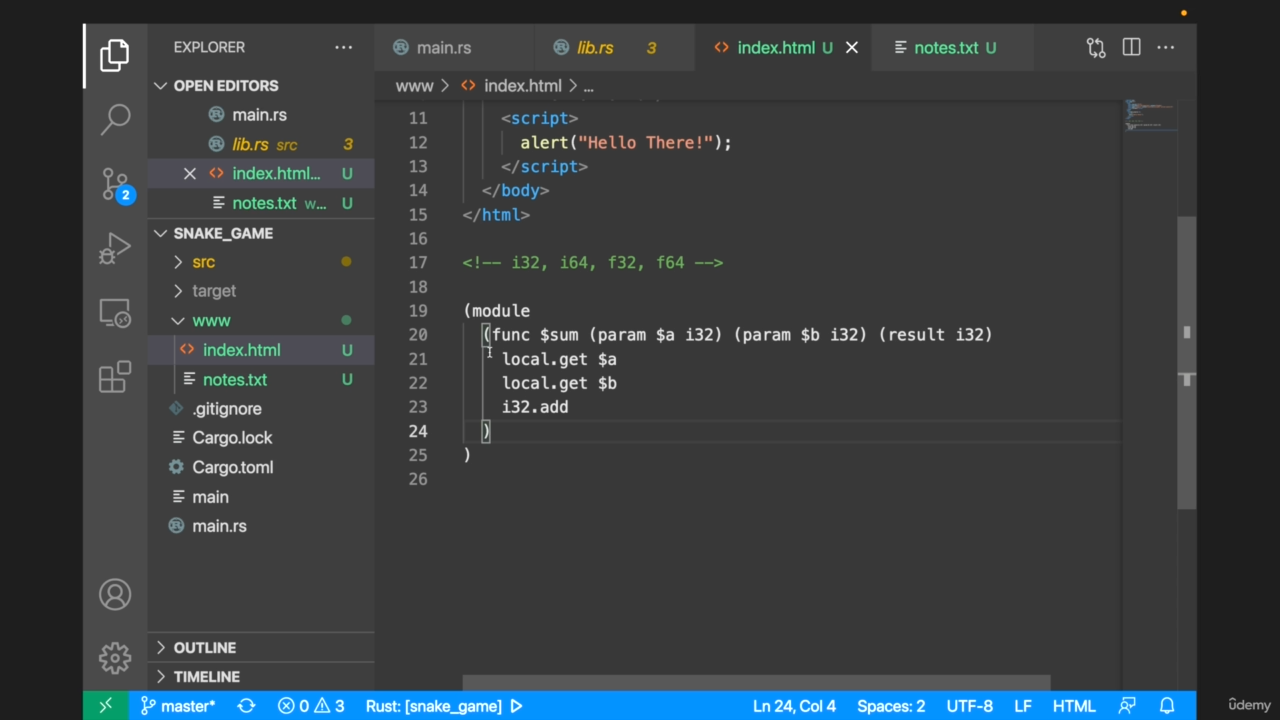 EXPLORER
OPEN EDITORS
main.rs
lib.rs src 3
index.html... U
notes.txt w... U
SNAKE_GAME
src
target
www
index.html U
notes.txt U
.gitignore
Cargo.lock
Cargo.toml
main
main.rs
OUTLINE
TIMELINE
2
main.rs
lib.rs 3
index.html U
notes.txt U
www > index.html > ...
11 <script>
12 alert("Hello There!");
13 </script>
14 </body>
15 </html>
16
17 <!-- i32, i64, f32, f64 -->
18
19 (module
20 (func $sum (param $a i32) (param $b i32) (result i32)
21 local.get $a
22 local.get $b
23 i32.add
24 )
25 )
26
master* 0 3 Rust: [snake_game] Ln 24, Col 4 Spaces: 2 UTF-8 LF HTML
ûdemy